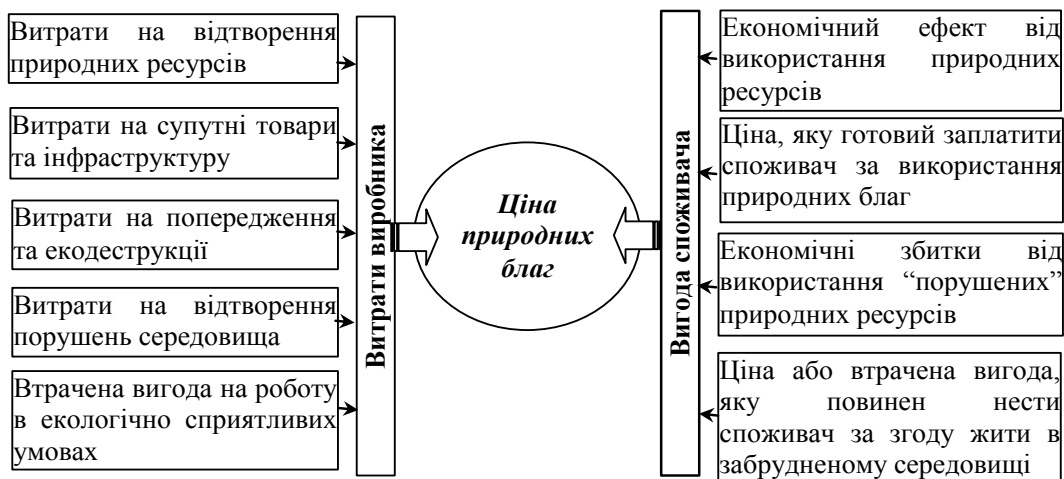 Витрати на відтворення
природних ресурсів
Витрати на супутні товари
та інфраструктуру
Витрати на попередження
та екодеструкції
Витрати на відтворення
порушень середовища
Втрачена вигода на роботу
в екологічно сприятливих
умовах
Витрати виробника
Ціна
природних
благ
Вигода споживача
Економічний ефект від
використання природних
ресурсів
Ціна, яку готовий заплатити
споживач за використання
природних благ
Економічні збитки від
використання “порушених”
природних ресурсів
Ціна або втрачена вигода,
яку повинен нести
споживач за згоду жити в
забрудненому середовищі